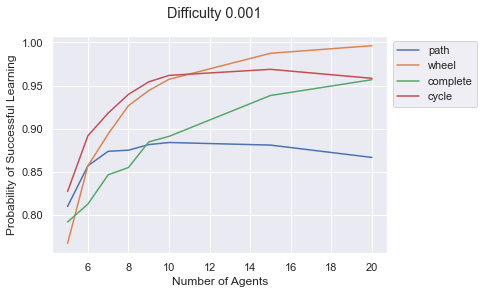 Difficulty 0.001
Probability of Successful Learning
1.00
0.95
0.90
0.85
0.80
6 8 10 12 14 16 18 20
Number of Agents
path
wheel
complete
cycle